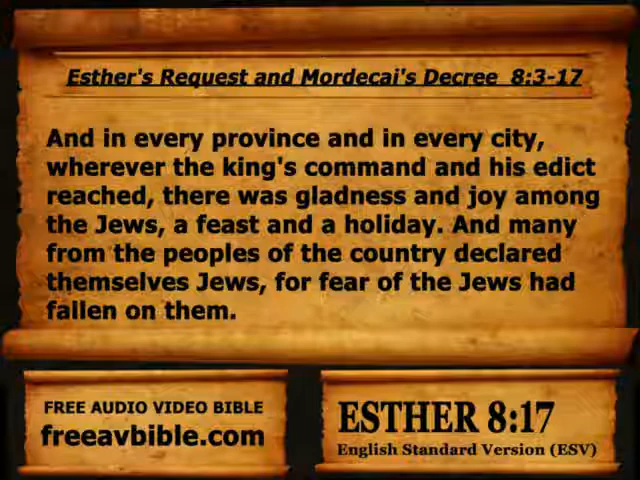 Esther's Request and Mordecai's Decree 8:3-17
And in every province and in every city,
wherever the king's command and his edict
reached, there was gladness and joy among
the Jews, a feast and a holiday. And many
from the peoples of the country declared
themselves Jews, for fear of the Jews had
fallen on them.
FREE AUDIO VIDEO BIBLE
freeavbible.com
ESTHER 8:17
English Standard Version (ESV)